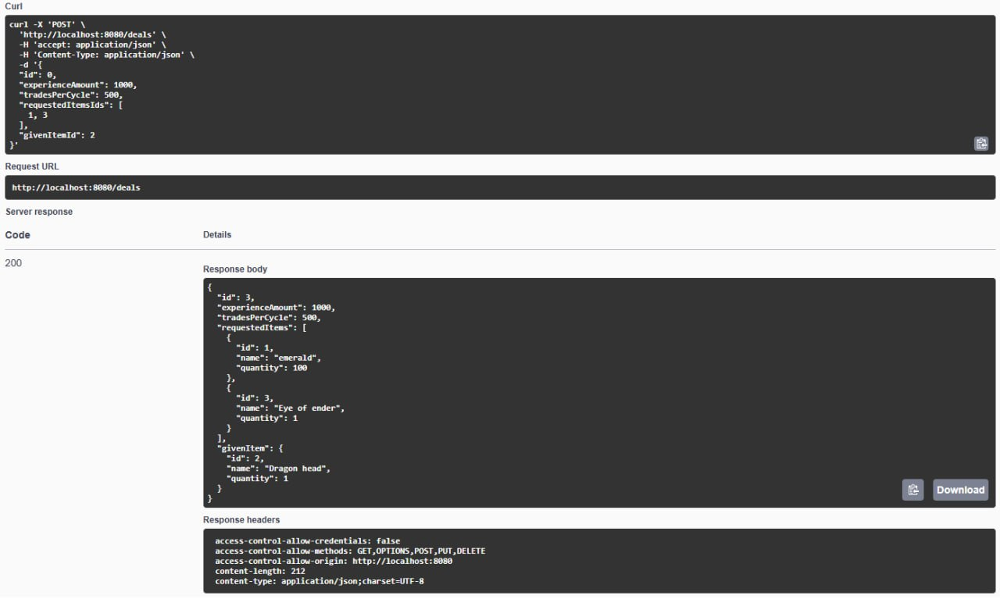 Curl
curl -X 'POST' \
  'http://localhost:8080/deals' \
  -H 'accept: application/json' \
  -H 'Content-Type: application/json' \
  -d '{
  "id": 0,
  "experienceAmount": 1000,
  "tradesPerCycle": 500,
  "requestedItemsIds": [
    1, 3
  ],
  "givenItemId": 2
}'
Request URL
http://localhost:8080/deals
Server response
Code Details
200
Response body
{
  "id": 3,
  "experienceAmount": 1000,
  "tradesPerCycle": 500,
  "requestedItems": [
    {
      "id": 1,
      "name": "emerald",
      "quantity": 100
    },
    {
      "id": 3,
      "name": "Eye of ender",
      "quantity": 1
    }
  ],
  "givenItem": {
    "id": 2,
    "name": "Dragon head",
    "quantity": 1
  }
}
Download
Response headers
access-control-allow-credentials: false
access-control-allow-methods: GET,OPTIONS,POST,PUT,DELETE
access-control-allow-origin: http://localhost:8080
content-length: 212
content-type: application/json;charset=UTF-8